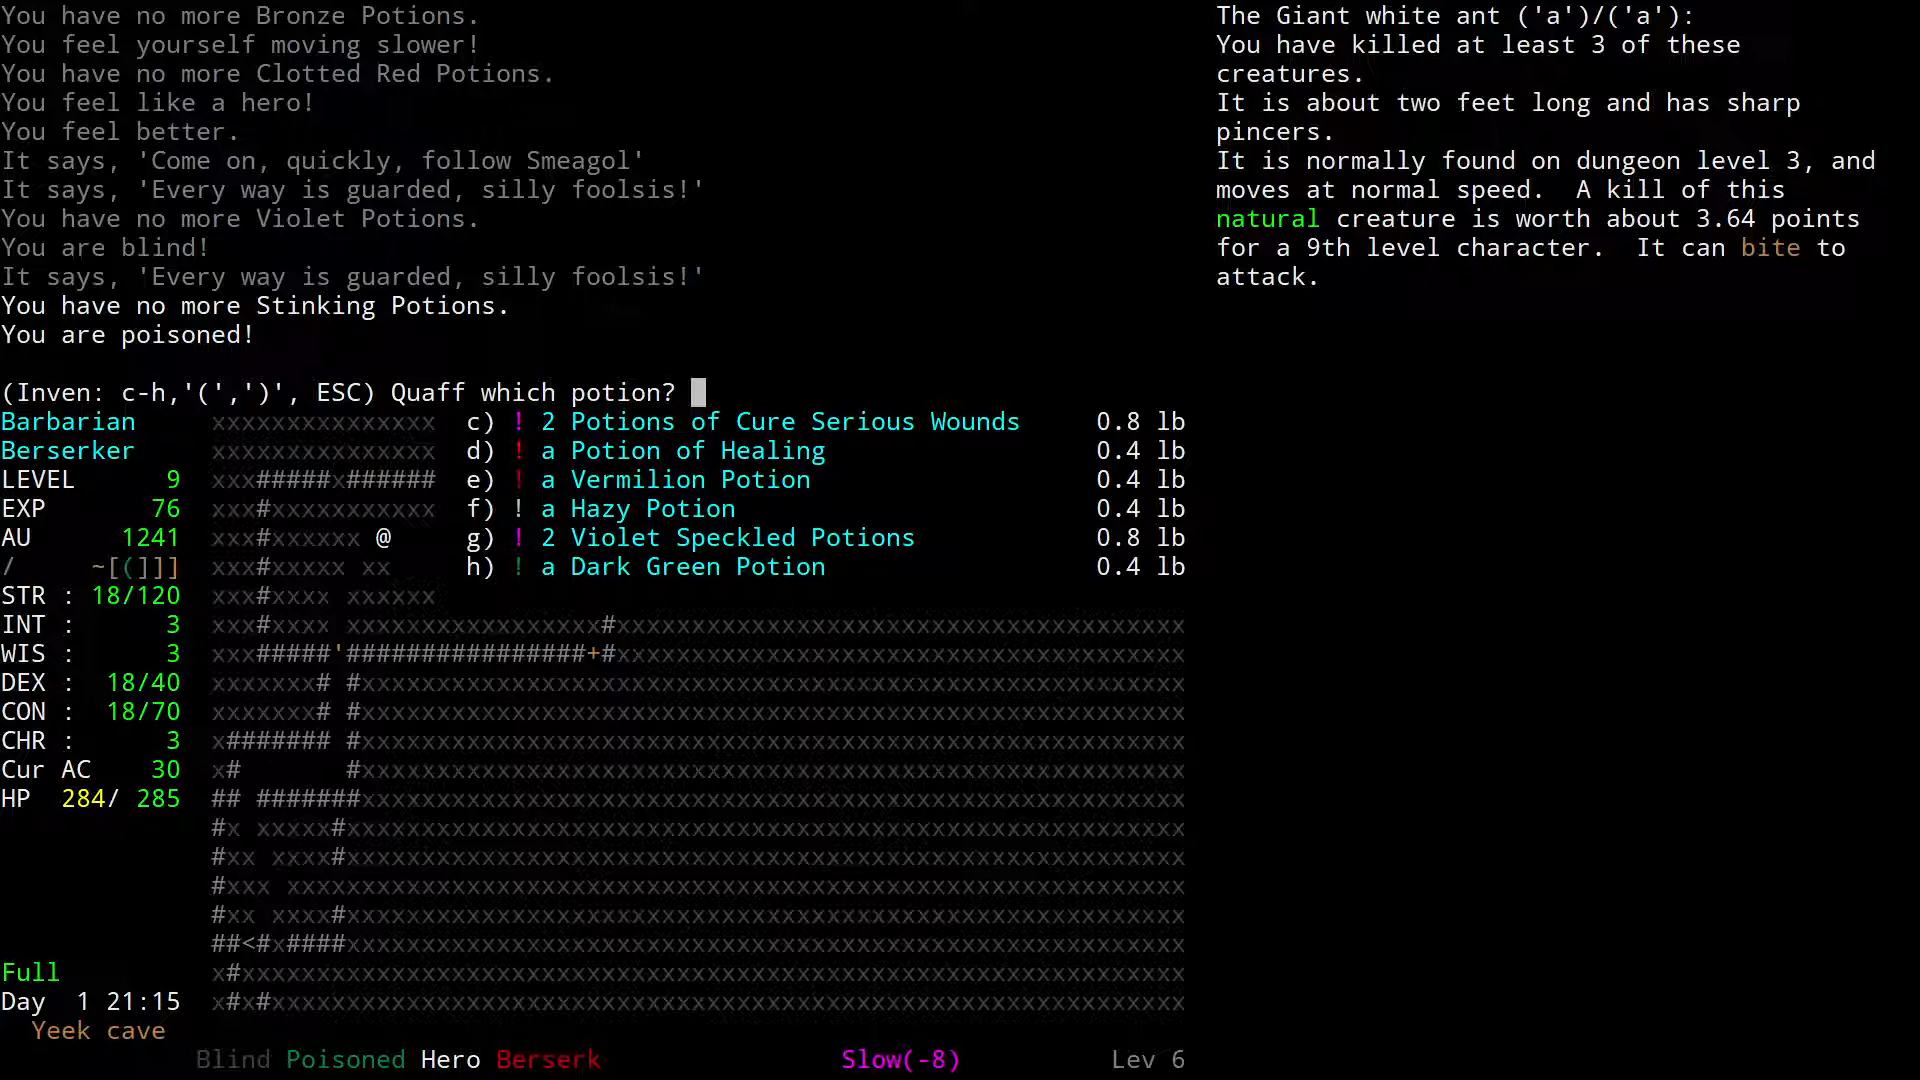 You have no more Bronze Potions.
You feel yourself moving slower!
You have no more Clotted Red Potions.
You feel like a hero!
You feel better.
It says, 'Come on, quickly, follow Smeagol'
It says, 'Every way is guarded, silly foolsis!'
You have no more Violet Potions.
You are blind!
It says, 'Every way is guarded, silly foolsis!'
You have no more Stinking Potions.
You are poisoned!
(Inven: c-h,'(',')', ESC) Quaff which potion?
c) ! 2 Potions of Cure Serious Wounds 0.8 lb
d) ! a Potion of Healing 0.4 lb
e) ! a Vermilion Potion 0.4 lb
f) ! a Hazy Potion 0.4 lb
g) ! 2 Violet Speckled Potions 0.8 lb
h) ! a Dark Green Potion 0.4 lb
Barbarian
Berserker
LEVEL 9
EXP 76
AU 1241
/ ~[(]]]
STR : 18/120
INT : 3
WIS : 3
DEX : 18/40
CON : 18/70
CHR : 3
Cur AC 30
HP 284/ 285
Full
Day 1 21:15
Yeek cave
Blind Poisoned Hero Berserk Slow(-8) Lev 6
The Giant white ant ('a')/('a'):
You have killed at least 3 of these
creatures.
It is about two feet long and has sharp
pincers.
It is normally found on dungeon level 3, and
moves at normal speed.  A kill of this
natural creature is worth about 3.64 points
for a 9th level character.  It can bite to
attack.